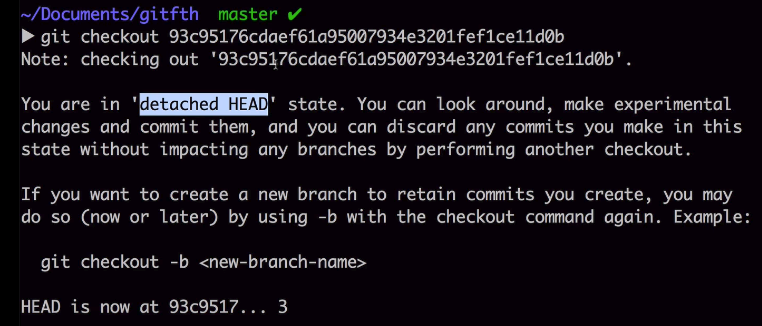 ~/Documents/gitfth master ✔
▶ git checkout 93c95176cdaef61a95007934e3201fef1ce11d0b
Note: checking out '93c95176cdaef61a95007934e3201fef1ce11d0b'.
You are in 'detached HEAD' state. You can look around, make experimental
changes and commit them, and you can discard any commits you make in this
state without impacting any branches by performing another checkout.
If you want to create a new branch to retain commits you create, you may
do so (now or later) by using -b with the checkout command again. Example:
git checkout -b <new-branch-name>
HEAD is now at 93c9517... 3